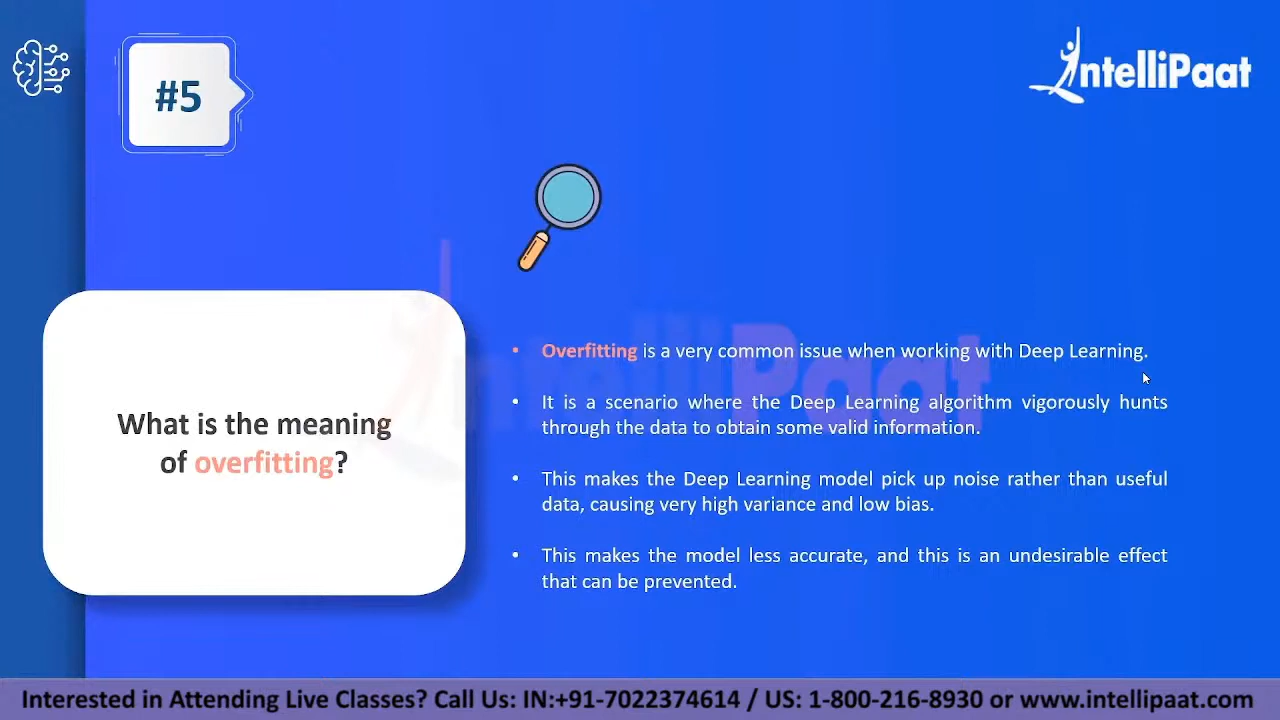 #5
IntelliPaat
What is the meaning
of overfitting?
• Overfitting is a very common issue when working with Deep Learning.
• It is a scenario where the Deep Learning algorithm vigorously hunts
through the data to obtain some valid information.
• This makes the Deep Learning model pick up noise rather than useful
data, causing very high variance and low bias.
• This makes the model less accurate, and this is an undesirable effect
that can be prevented.
IntelliPaat
Interested in Attending Live Classes? Call Us: IN:+91-7022374614 / US: 1-800-216-8930 or www.intellipaat.com